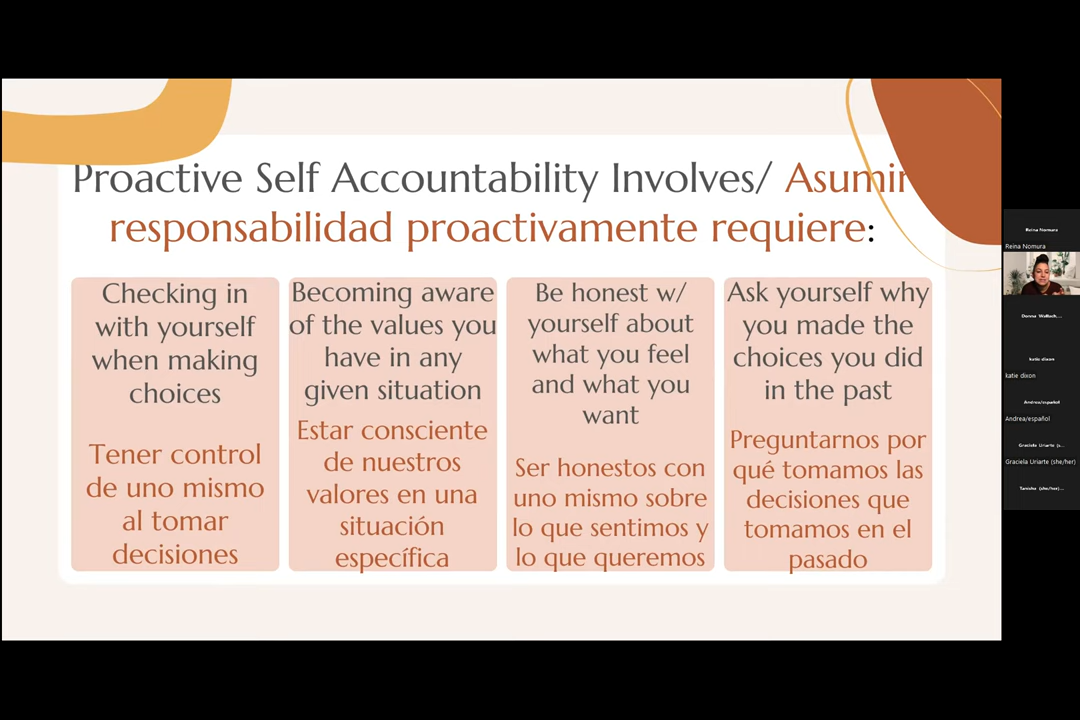 Proactive Self Accountability Involves/ Asumir
responsabilidad proactivamente requiere:
Checking in
with yourself
when making
choices
Tener control
de uno mismo
al tomar
decisiones
Becoming aware
of the values you
have in any
given situation
Estar consciente
de nuestros
valores en una
situación
específica
Be honest w/
yourself about
what you feel
and what you
want
Ser honestos con
uno mismo sobre
lo que sentimos y
lo que queremos
Ask yourself why
you made the
choices you did
in the past
Preguntarnos por
qué tomamos las
decisiones que
tomamos en el
pasado
Reina Nomura
Reina Nomura
Donna Wallach,...
katie dixon
katie dixon
Andrea/español
Andrea/español
Graciela Uriarte (s...
Graciela Uriarte (she/her)
Tanisha (she/her)...